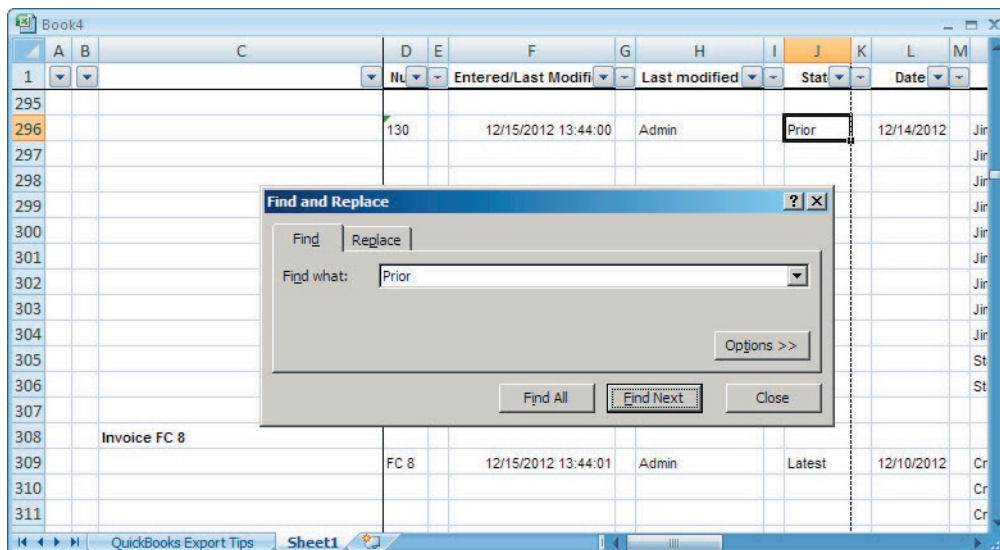 Book4
A B C D E F G H I J K L M
1 Nu Entered/Last Modifi Last modified Stat Date
295
296 130 12/15/2012 13:44:00 Admin Prior 12/14/2012 Jir
297 Jir
298 Jir
299 Jir
300 Jir
301 Jir
302 Jir
303 Jir
304 Jir
305 St
306 St
307
308 Invoice FC 8
309 FC 8 12/15/2012 13:44:01 Admin Latest 12/10/2012 Cr
310 Cr
311 Cr
Find and Replace ? X
Find Replace
Find what: Prior
Options >>
Find All Find Next Close
QuickBooks Export Tips Sheet1